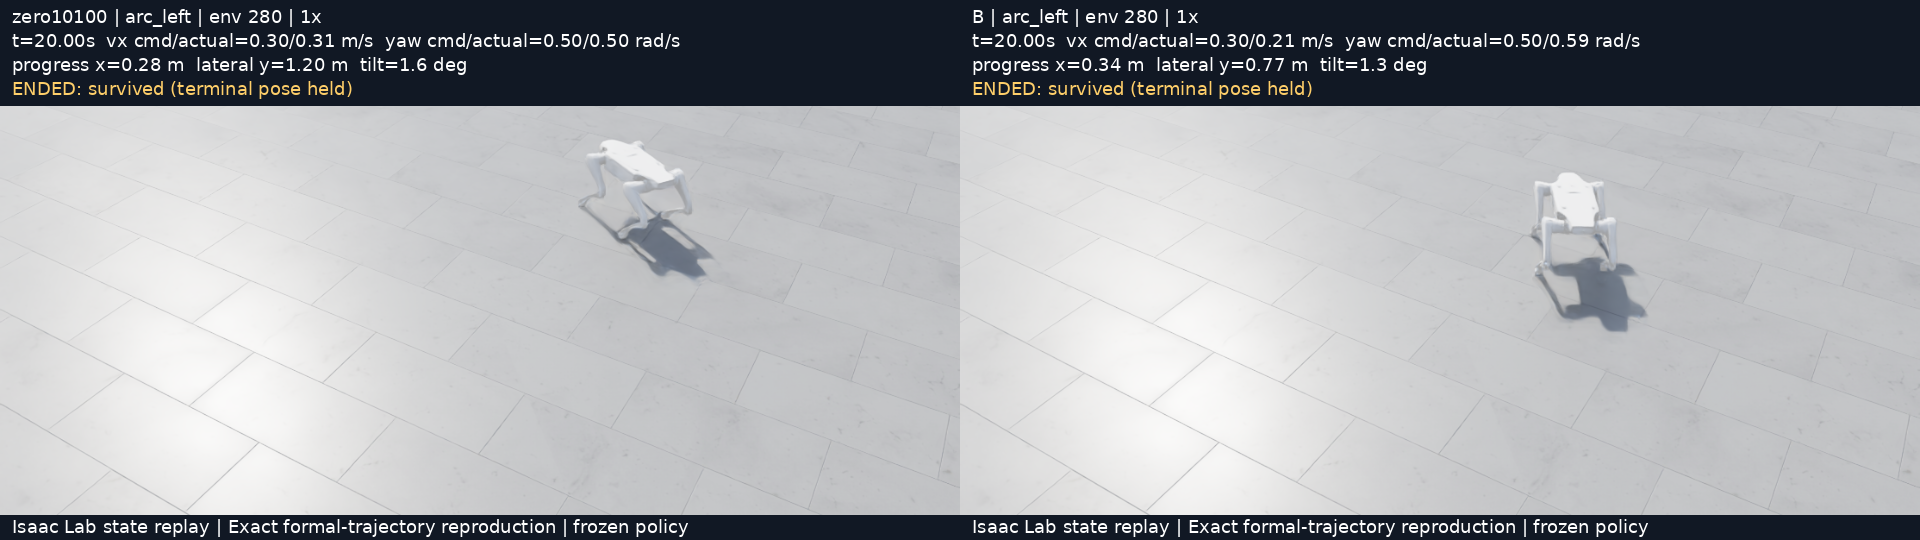 zero10100 | arc_left | env 280 | 1x
t=20.00s  vx cmd/actual=0.30/0.31 m/s  yaw cmd/actual=0.50/0.50 rad/s
progress x=0.28 m  lateral y=1.20 m  tilt=1.6 deg
ENDED: survived (terminal pose held)
Isaac Lab state replay | Exact formal-trajectory reproduction | frozen policy
B | arc_left | env 280 | 1x
t=20.00s  vx cmd/actual=0.30/0.21 m/s  yaw cmd/actual=0.50/0.59 rad/s
progress x=0.34 m  lateral y=0.77 m  tilt=1.3 deg
ENDED: survived (terminal pose held)
Isaac Lab state replay | Exact formal-trajectory reproduction | frozen policy